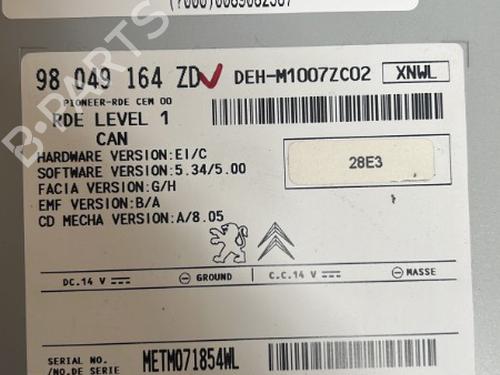 (?000)0089082567
98 049 164 ZD DEH-M1007ZC02 XNWL
PIONEER-RDE CEM 00
RDE LEVEL 1
CAN
HARDWARE VERSION:EI/C
SOFTWARE VERSION:5.34/5.00
FACIA VERSION:G/H
EMF VERSION:B/A
CD MECHA VERSION:A/8.05
28E3
DC.14 V GROUND C.C.14 V MASSE
SERIAL NO.
/NO.DE SERIE
METM071854WL
B-PARTS